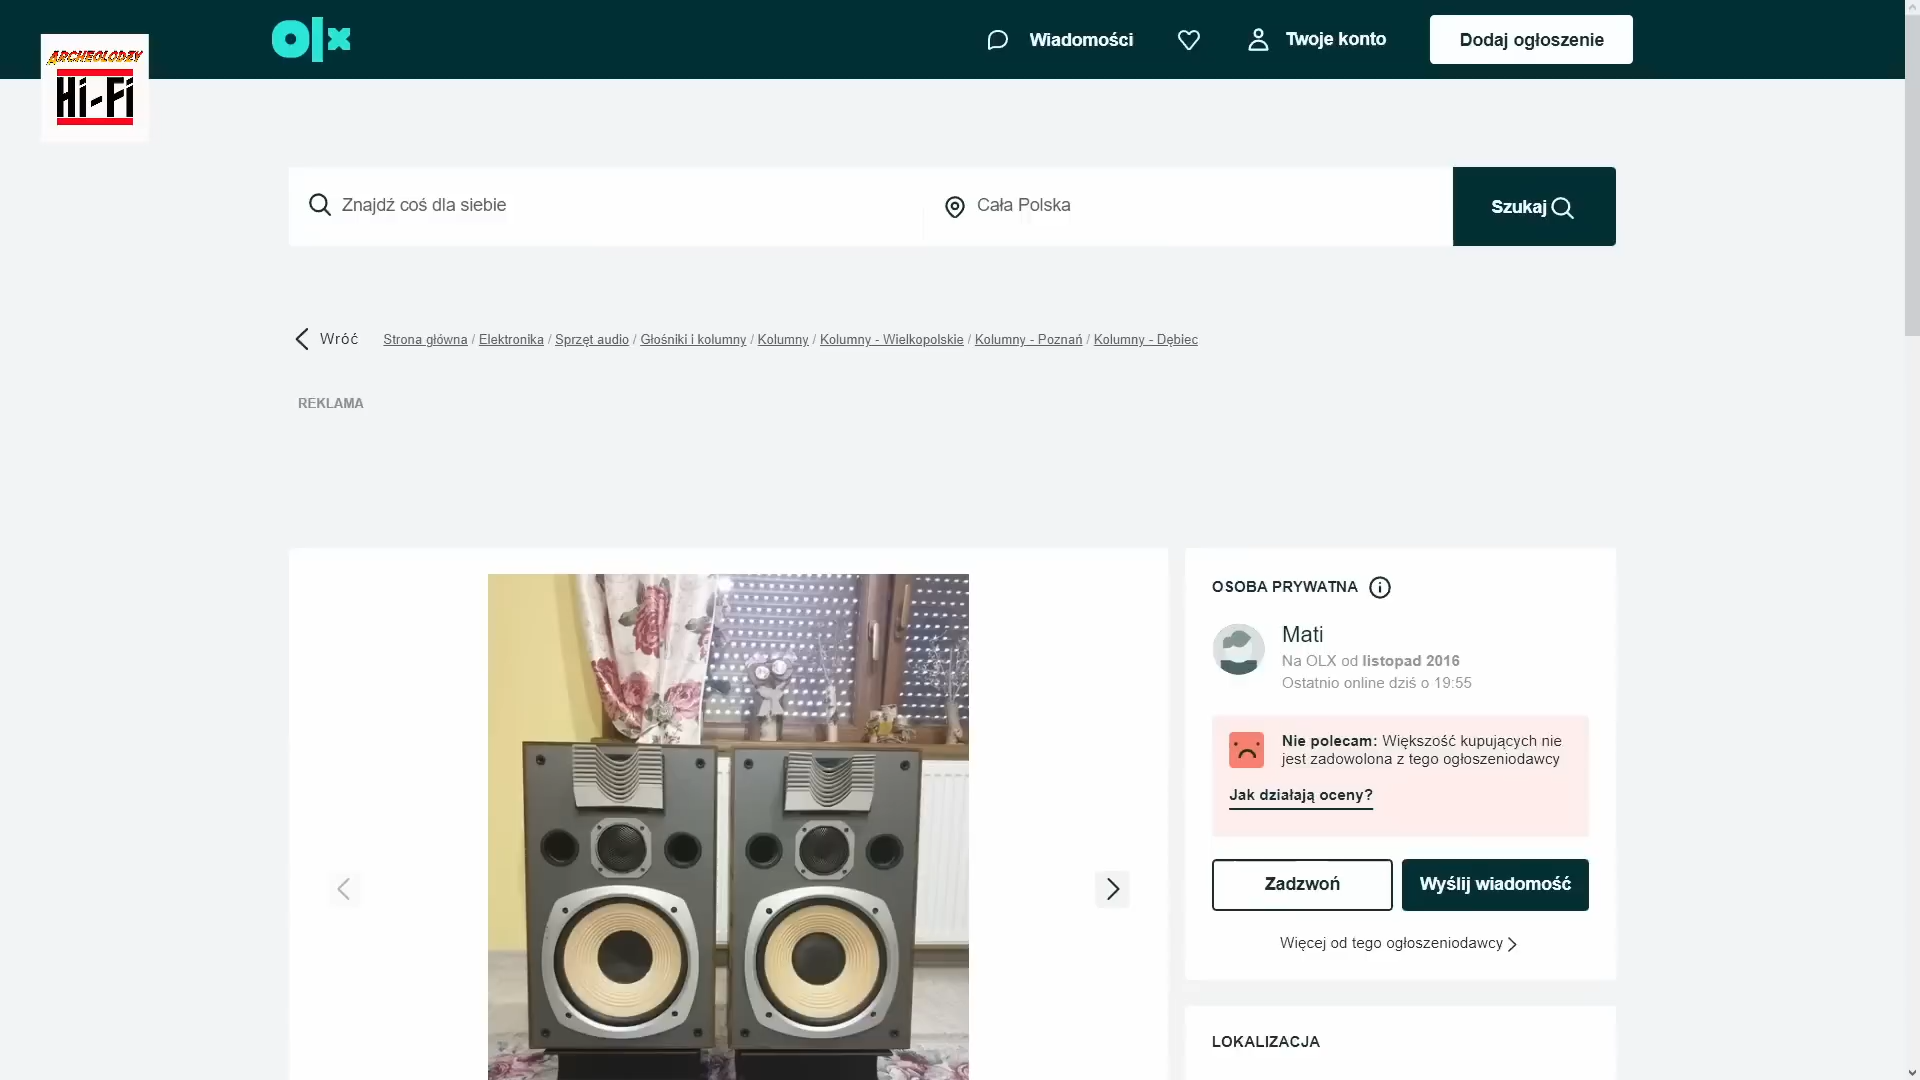 olx
Wiadomości
Twoje konto
Dodaj ogłoszenie
ARCHEOLODZY
Hi-Fi
Znajdź coś dla siebie
Cała Polska
Szukaj
Wróć
Strona główna / Elektronika / Sprzęt audio / Głośniki i kolumny / Kolumny / Kolumny - Wielkopolskie / Kolumny - Poznań / Kolumny - Dębiec
REKLAMA
OSOBA PRYWATNA
Mati
Na OLX od listopad 2016
Ostatnio online dziś o 19:55
Nie polecam: Większość kupujących nie
jest zadowolona z tego ogłoszeniodawcy
Jak działają oceny?
Zadzwoń
Wyślij wiadomość
Więcej od tego ogłoszeniodawcy
LOKALIZACJA